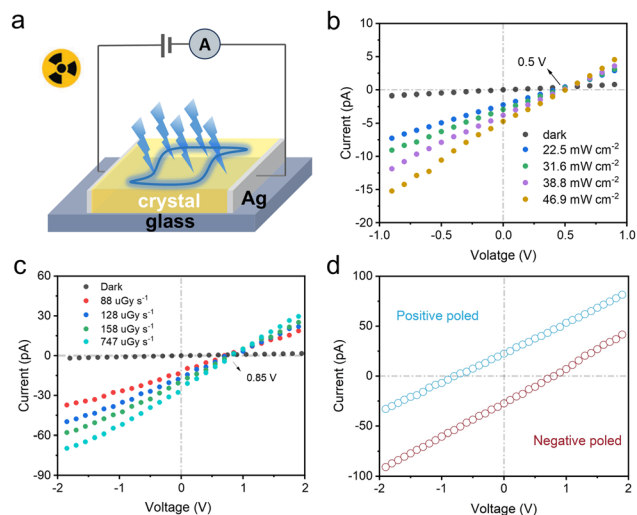 a
A
crystal
Ag
glass
b
Current (pA)
10
5
0
-5
-10
-15
-20
0.5 V
dark
22.5 mW cm⁻²
31.6 mW cm⁻²
38.8 mW cm⁻²
46.9 mW cm⁻²
-1.0 -0.5 0.0 0.5 1.0
Volatge (V)
c
Current (pA)
60
30
0
-30
-60
-90
Dark
88 uGy s⁻¹
128 uGy s⁻¹
158 uGy s⁻¹
747 uGy s⁻¹
0.85 V
-2 -1 0 1 2
Voltage (V)
d
Current (pA)
100
50
0
-50
-100
Positive poled
Negative poled
-2 -1 0 1 2
Voltage (V)